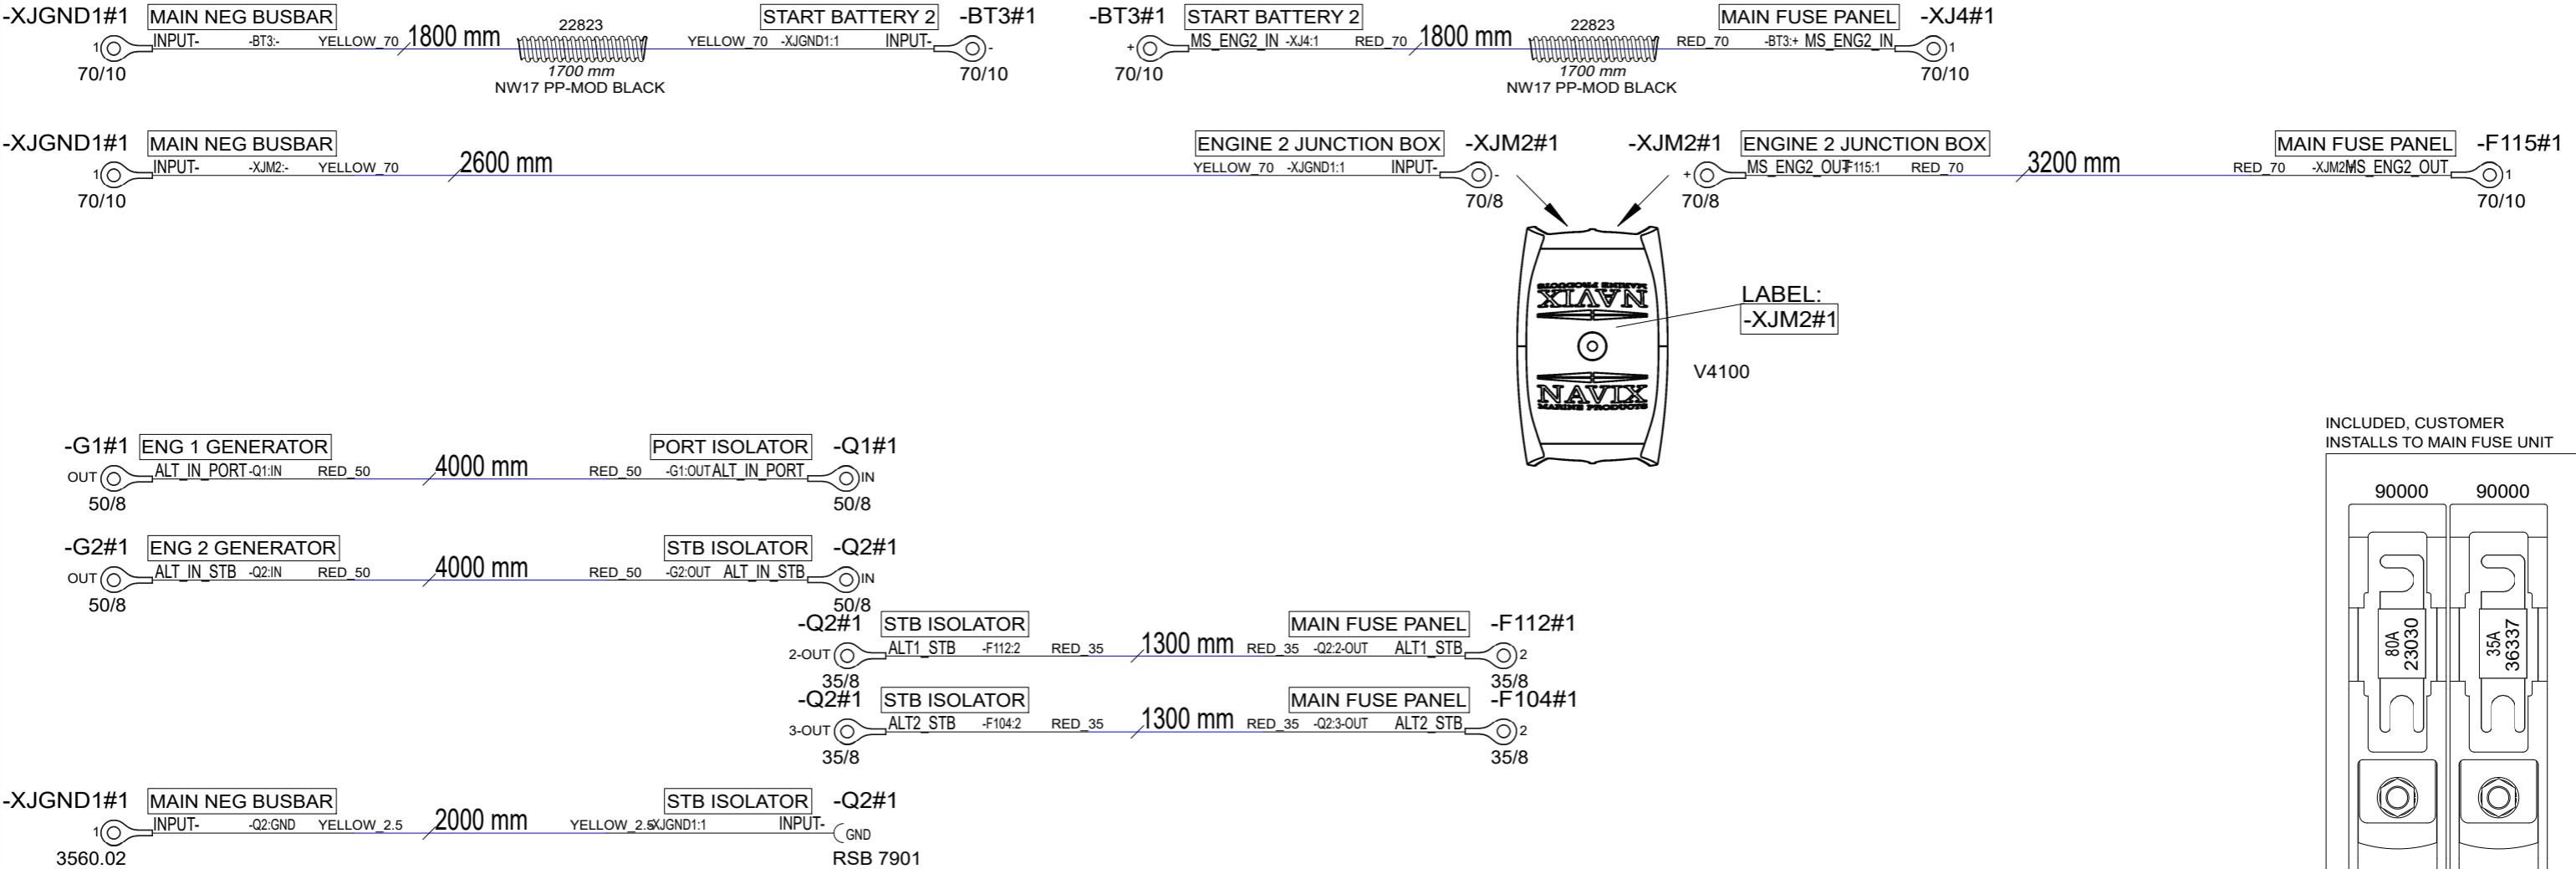 -XJGND1#1 MAIN NEG BUSBAR START BATTERY 2 -BT3#1
1 INPUT- -BT3:- YELLOW_70 1800 mm 22823 YELLOW_70 -XJGND1:1 INPUT- -
70/10 1700 mm 70/10
NW17 PP-MOD BLACK
-BT3#1 START BATTERY 2 MAIN FUSE PANEL -XJ4#1
+ MS_ENG2_IN -XJ4:1 RED_70 1800 mm 22823 RED_70 -BT3:+ MS_ENG2_IN 1
70/10 1700 mm 70/10
NW17 PP-MOD BLACK
-XJGND1#1 MAIN NEG BUSBAR ENGINE 2 JUNCTION BOX -XJM2#1
1 INPUT- -XJM2:- YELLOW_70 2600 mm YELLOW_70 -XJGND1:1 INPUT- -
70/10 70/8
-XJM2#1 ENGINE 2 JUNCTION BOX MAIN FUSE PANEL -F115#1
+ MS_ENG2_OUT -F115:1 RED_70 3200 mm RED_70 -XJM2:+ MS_ENG2_OUT 1
70/8 70/10
NAVIX
MARINE PRODUCTS
LABEL:
-XJM2#1
V4100
NAVIX
MARINE PRODUCTS
-G1#1 ENG 1 GENERATOR PORT ISOLATOR -Q1#1
OUT ALT_IN_PORT -Q1:IN RED_50 4000 mm RED_50 -G1:OUT ALT_IN_PORT IN
50/8 50/8
-G2#1 ENG 2 GENERATOR STB ISOLATOR -Q2#1
OUT ALT_IN_STB -Q2:IN RED_50 4000 mm RED_50 -G2:OUT ALT_IN_STB IN
50/8 50/8
-Q2#1 STB ISOLATOR MAIN FUSE PANEL -F112#1
2-OUT ALT1_STB -F112:2 RED_35 1300 mm RED_35 -Q2:2-OUT ALT1_STB 2
35/8 35/8
-Q2#1 STB ISOLATOR MAIN FUSE PANEL -F104#1
3-OUT ALT2_STB -F104:2 RED_35 1300 mm RED_35 -Q2:3-OUT ALT2_STB 2
35/8 35/8
-XJGND1#1 MAIN NEG BUSBAR STB ISOLATOR -Q2#1
1 INPUT- -Q2:GND YELLOW_2.5 2000 mm YELLOW_2.5 -XJGND1:1 INPUT- GND
3560.02 RSB 7901
INCLUDED, CUSTOMER
INSTALLS TO MAIN FUSE UNIT
90000 90000
80A
23030
35A
36337